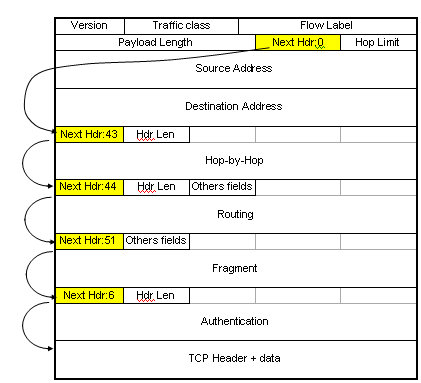 Version Traffic class Flow Label
Payload Length Next Hdr:0 Hop Limit
Source Address
Destination Address
Next Hdr:43 Hdr Len
Hop-by-Hop
Next Hdr:44 Hdr Len Others fields
Routing
Next Hdr:51 Others fields
Fragment
Next Hdr:6 Hdr Len
Authentication
TCP Header + data